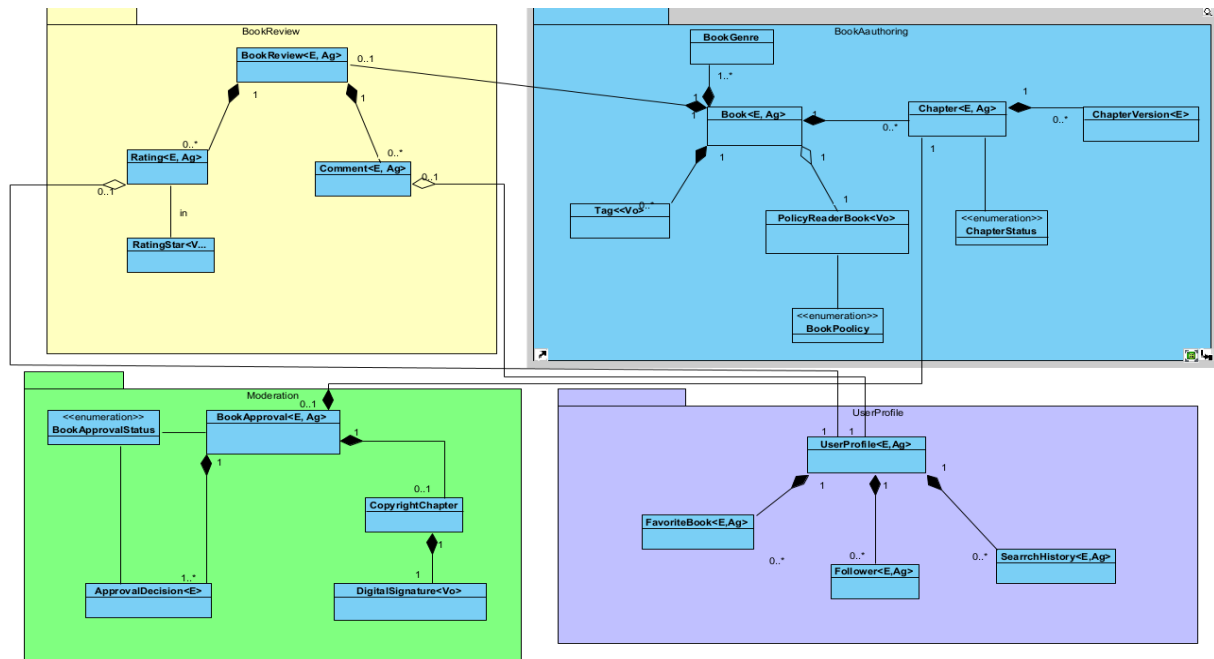 BookReview
BookReview<E, Ag>
0..1
1
1
0..*
0..*
Rating<E, Ag>
Comment<E, Ag>
0..1
0..1
in
RatingStar<V...
BookAauthoring
BookGenre
1..*
1
1
Book<E, Ag>
1
0..*
Chapter<E, Ag>
1
0..*
ChapterVersion<E>
1
1
1
0..*
Tag<<Vo>
1
PolicyReaderBook<Vo>
<<enumeration>>
ChapterStatus
<<enumeration>>
BookPoolicy
Moderation
0..1
<<enumeration>>
BookApprovalStatus
BookApproval<E, Ag>
1
1
0..1
CopyrightChapter
1
1..*
1
ApprovalDecision<E>
DigitalSignature<Vo>
UserProfile
1
1
UserProfile<E,Ag>
1
1
1
FavoriteBook<E,Ag>
0..*
0..*
0..*
Follower<E,Ag>
SearrchHistory<E,Ag>